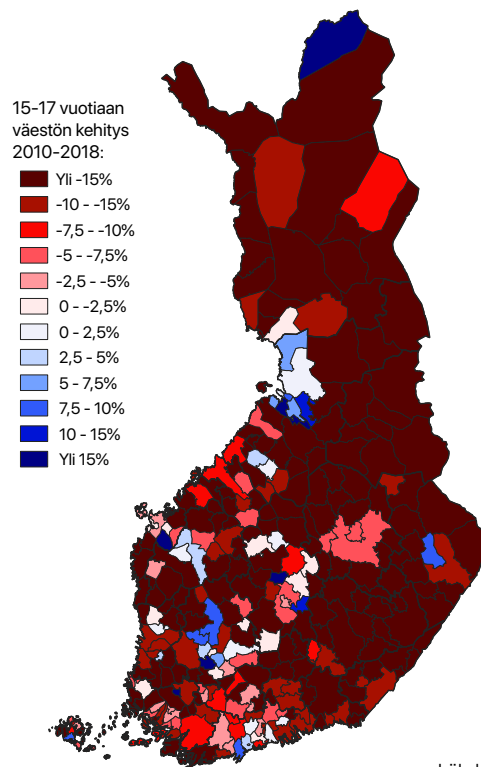 15-17 vuotiaan
väestön kehitys
2010-2018:
Yli -15%
-10 - -15%
-7,5 - -10%
-5 - -7,5%
-2,5 - -5%
0 - -2,5%
0 - 2,5%
2,5 - 5%
5 - 7,5%
7,5 - 10%
10 - 15%
Yli 15%